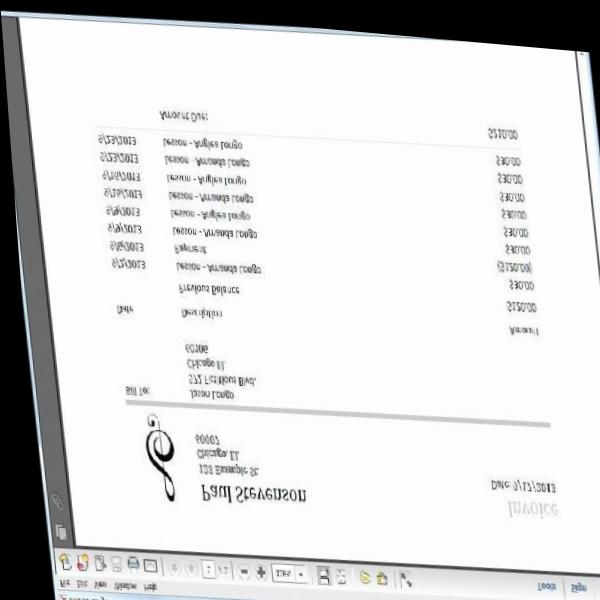 File Edit View Window Help
Tools Sign
Invoice
Paul Stevenson
123 Example St.
Chicago, IL
60007
Date: 9/17/2013
Bill To:
Jason Longo
572 Fictitious Blvd.
Chicago IL
60106
Date Description Amount
Previous Balance $120.00
9/2/2013 Lesson - Amanda Longo $30.00
9/6/2013 Payment ($120.00)
9/9/2013 Lesson - Amanda Longo $30.00
9/9/2013 Lesson - Angles Longo $30.00
9/16/2013 Lesson - Amanda Longo $30.00
9/16/2013 Lesson - Angles Longo $30.00
9/23/2013 Lesson - Amanda Longo $30.00
9/23/2013 Lesson - Angles Longo $30.00
Amount Due: $210.00